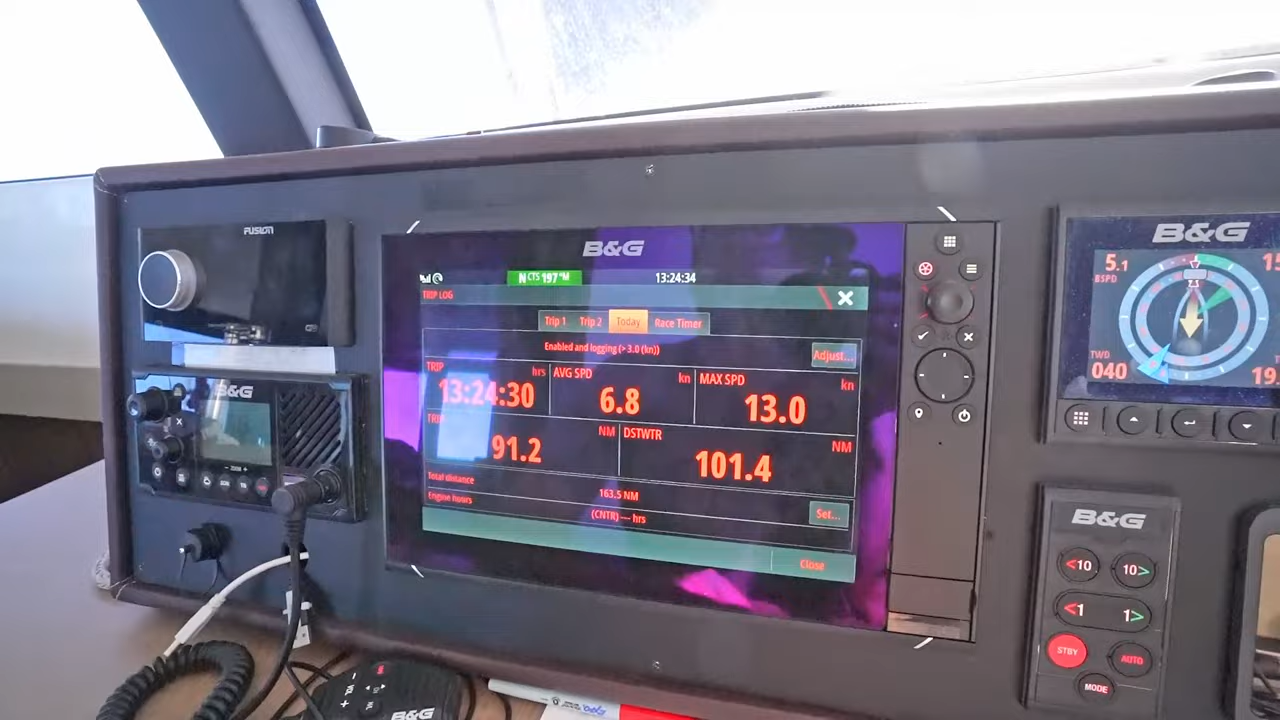 FUSION
B&G
N CTS 197 °M
13:24:34
TRIP LOG
Trip 1 Trip 2 Today Race Timer
Enabled and logging (> 3.0 (kn))
Adjust...
TRIP hrs
13:24:30
AVG SPD kn
6.8
MAX SPD kn
13.0
TRIP NM
91.2
DSTWTR NM
101.4
Total distance 163.5 NM
Engine hours (CNTR) --- hrs
Set...
Close
B&G
X
- ZOOM +
B&G
5.1
BSPD
TWD
040
B&G
<10 10>
<1 1>
STBY AUTO
MODE
VOL
B&G